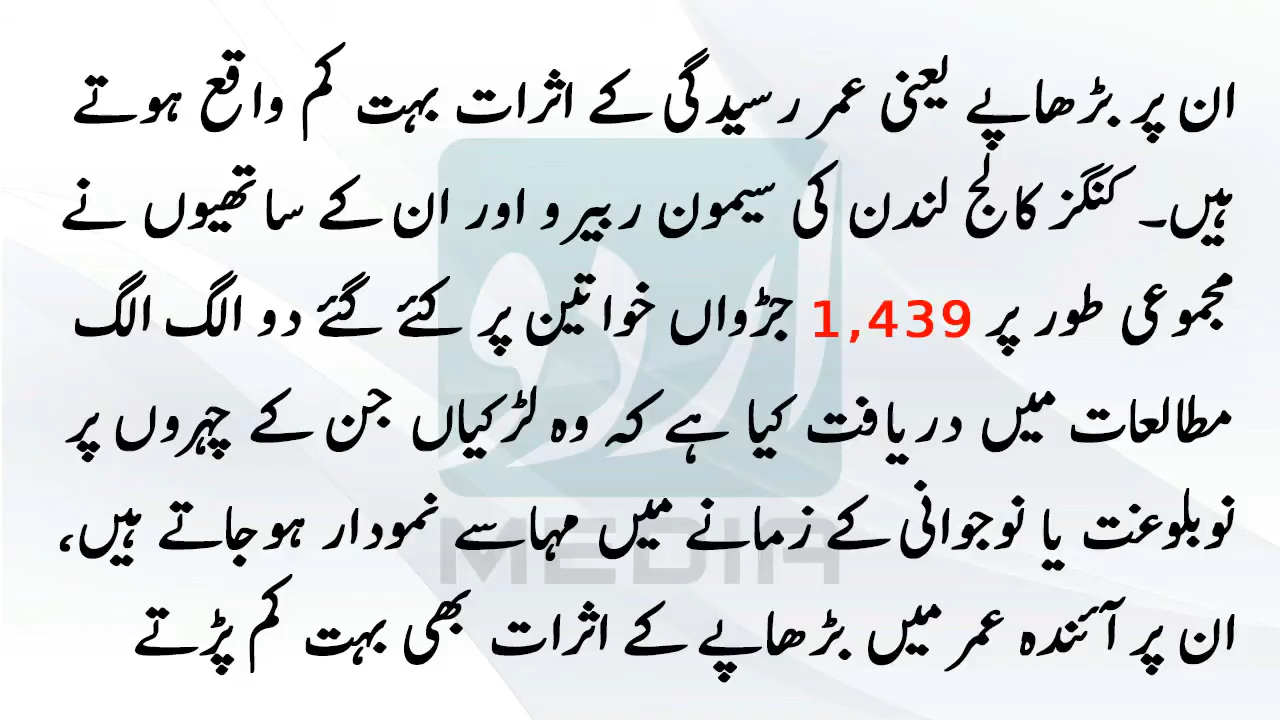 ان پر بڑھاپے یعنی عمر رسیدگی کے اثرات بہت کم واقع ہوتے
ہیں۔ کنگز کالج لندن کی سیمون ریبیرو اور ان کے ساتھیوں نے
مجموعی طور پر 1,439 جڑواں خواتین پر کئے گئے دو الگ الگ
مطالعات میں دریافت کیا ہے کہ وہ لڑکیاں جن کے چہروں پر
نوبلوغت یا نوجوانی کے زمانے میں مہاسے نمودار ہوجاتے ہیں،
ان پر آئندہ عمر میں بڑھاپے کے اثرات بھی بہت کم پڑتے
اردو
MEDIA